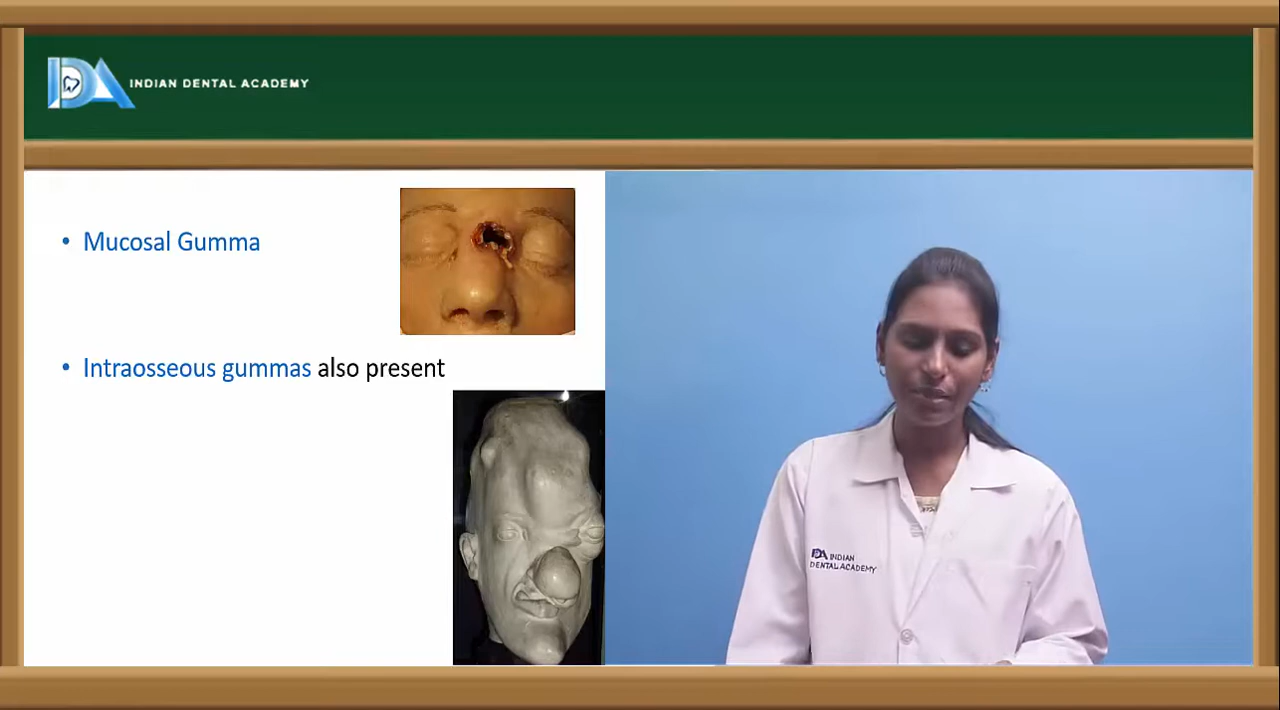 INDIAN DENTAL ACADEMY
• Mucosal Gumma
• Intraosseous gummas also present
INDIAN
DENTAL ACADEMY